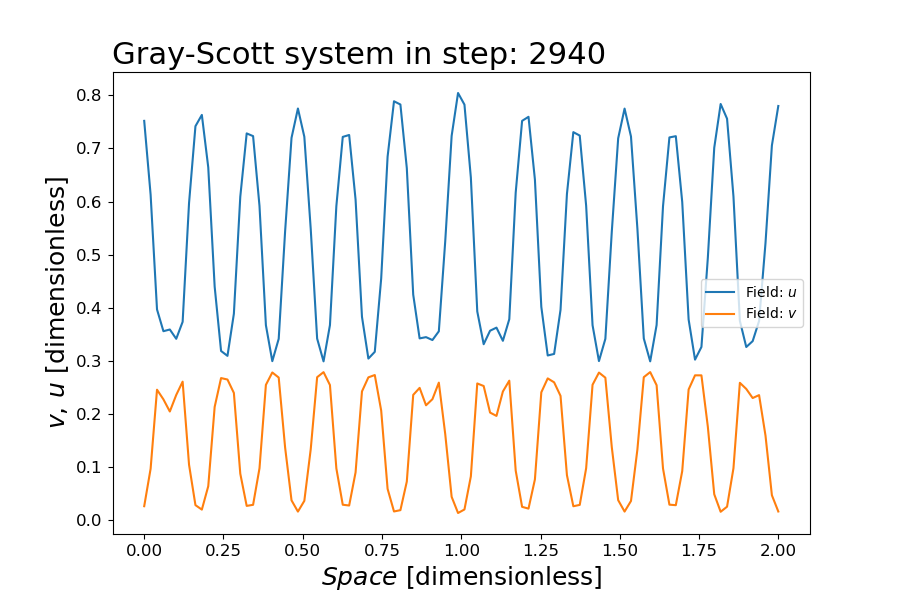 Gray-Scott system in step: 2940
0.8
0.7
0.6
0.5
0.4
0.3
0.2
0.1
0.0
v, u [dimensionless]
Field: u
Field: v
0.00 0.25 0.50 0.75 1.00 1.25 1.50 1.75 2.00
Space [dimensionless]